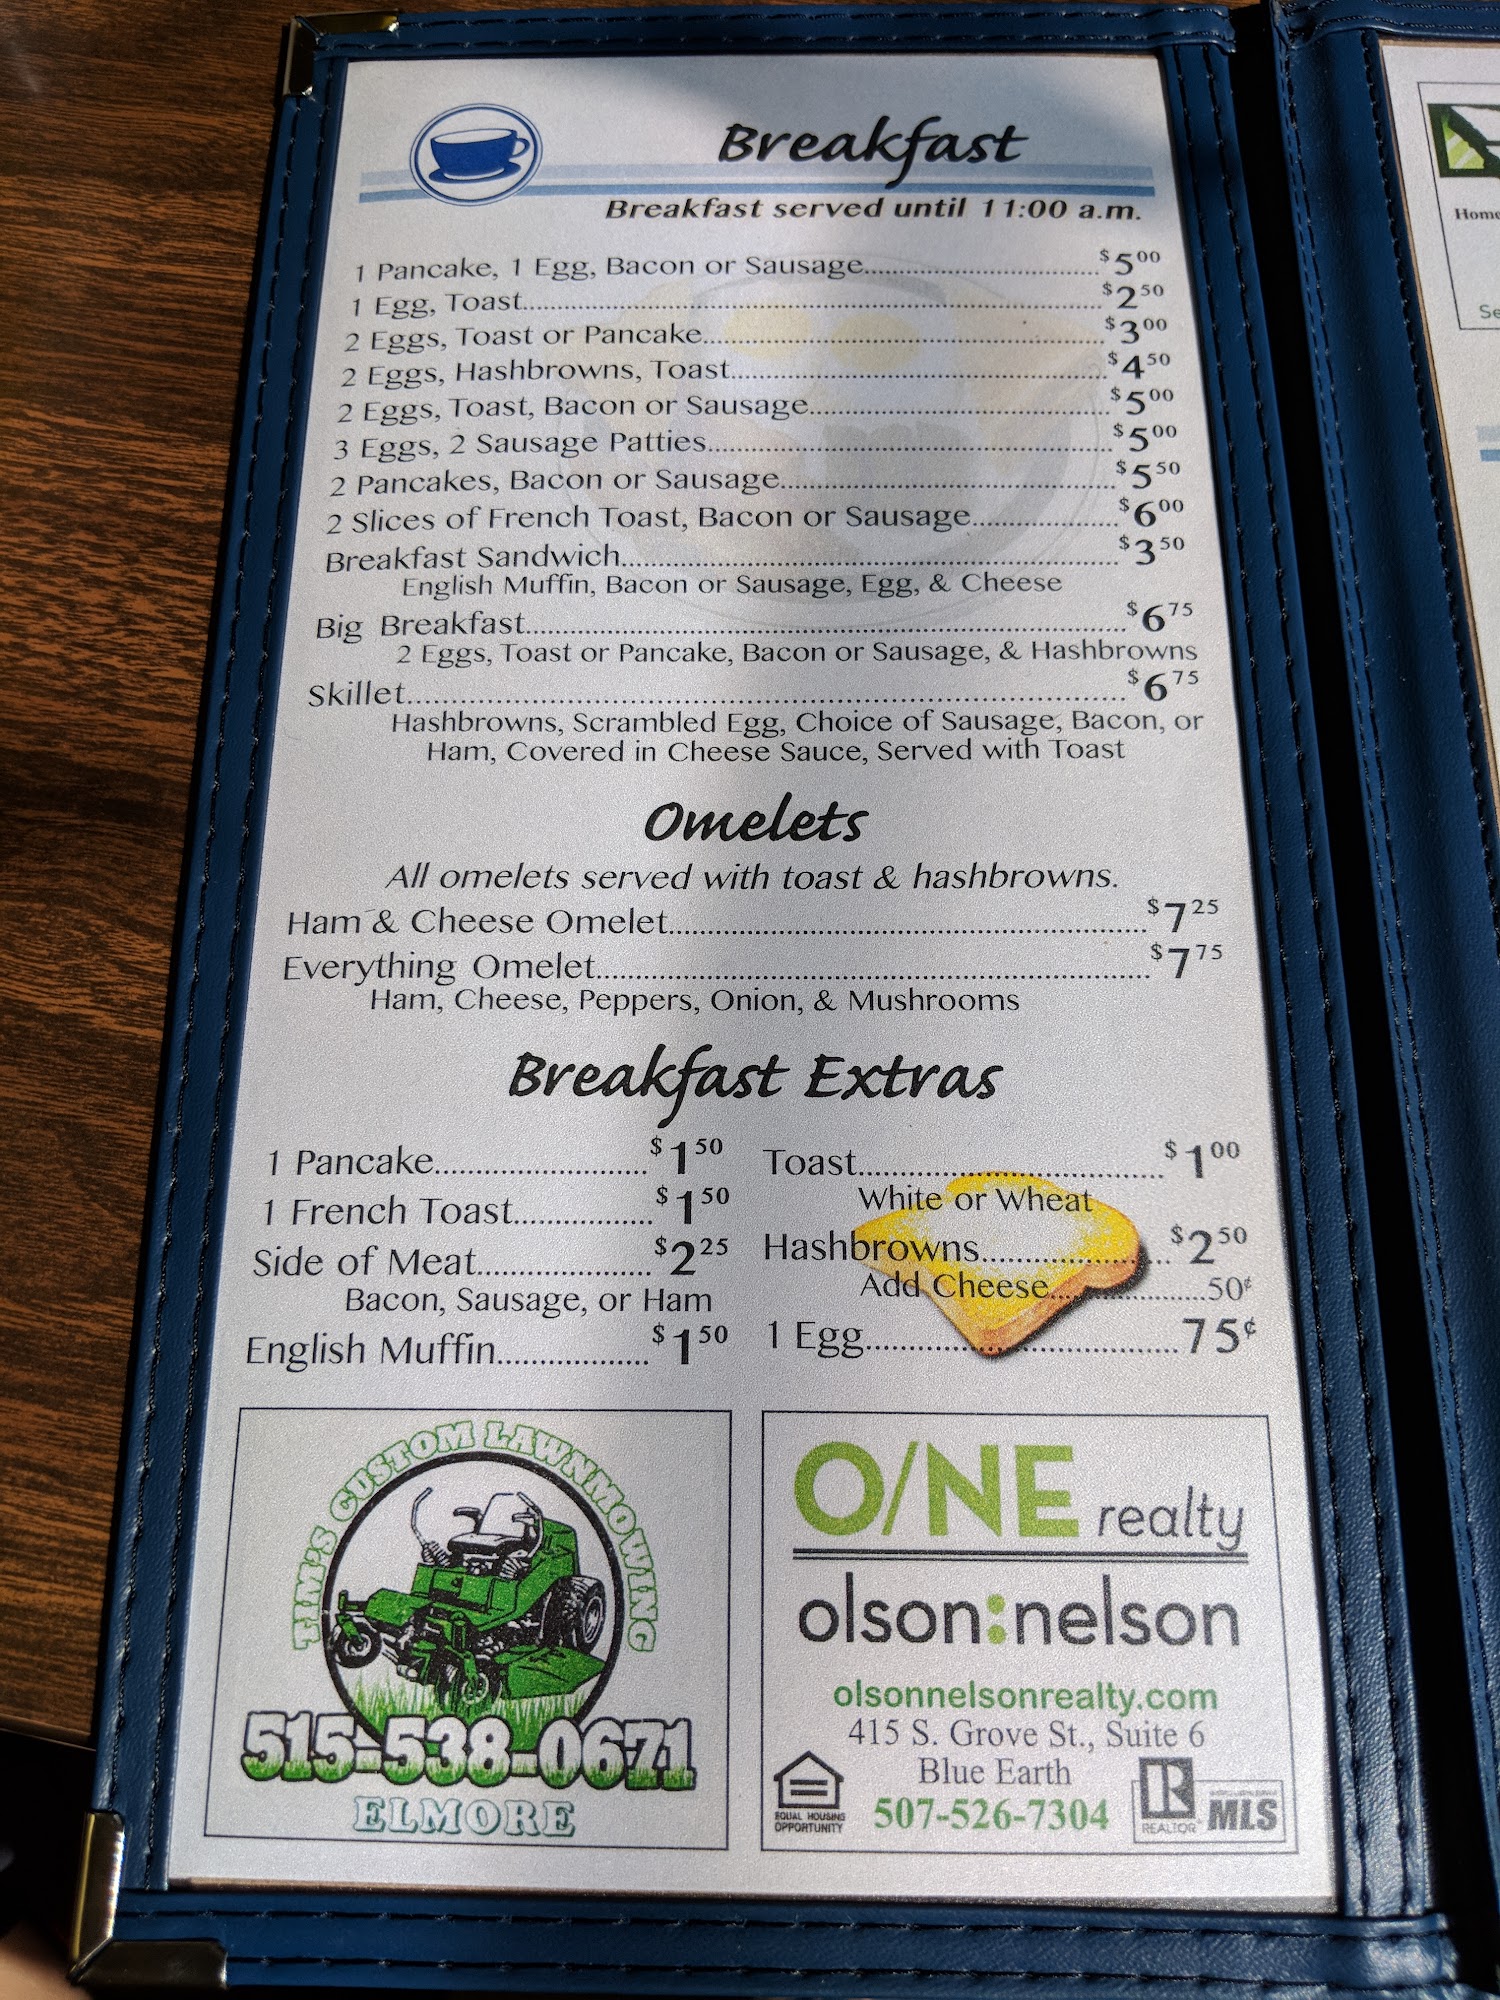 Breakfast
Breakfast served until 11:00 a.m.
1 Pancake, 1 Egg, Bacon or Sausage $5.00
1 Egg, Toast $2.50
2 Eggs, Toast or Pancake $3.00
2 Eggs, Hashbrowns, Toast $4.50
2 Eggs, Toast, Bacon or Sausage $5.00
3 Eggs, 2 Sausage Patties $5.00
2 Pancakes, Bacon or Sausage $5.50
2 Slices of French Toast, Bacon or Sausage $6.00
Breakfast Sandwich $3.50
English Muffin, Bacon or Sausage, Egg, & Cheese
Big Breakfast $6.75
2 Eggs, Toast or Pancake, Bacon or Sausage, & Hashbrowns
Skillet $6.75
Hashbrowns, Scrambled Egg, Choice of Sausage, Bacon, or
Ham, Covered in Cheese Sauce, Served with Toast
Omelets
All omelets served with toast & hashbrowns.
Ham & Cheese Omelet $7.25
Everything Omelet $7.75
Ham, Cheese, Peppers, Onion, & Mushrooms
Breakfast Extras
1 Pancake $1.50
1 French Toast $1.50
Side of Meat $2.25
Bacon, Sausage, or Ham
English Muffin $1.50
Toast $1.00
White or Wheat
Hashbrowns $2.50
Add Cheese 50¢
1 Egg 75¢
TIM'S CUSTOM LAWNMOWING
515-538-0671
ELMORE
O/NE realty
olson:nelson
olsonnelsonrealty.com
415 S. Grove St., Suite 6
Blue Earth
507-526-7304
EQUAL HOUSING
OPPORTUNITY
R
REALTOR
MLS
Home
Se